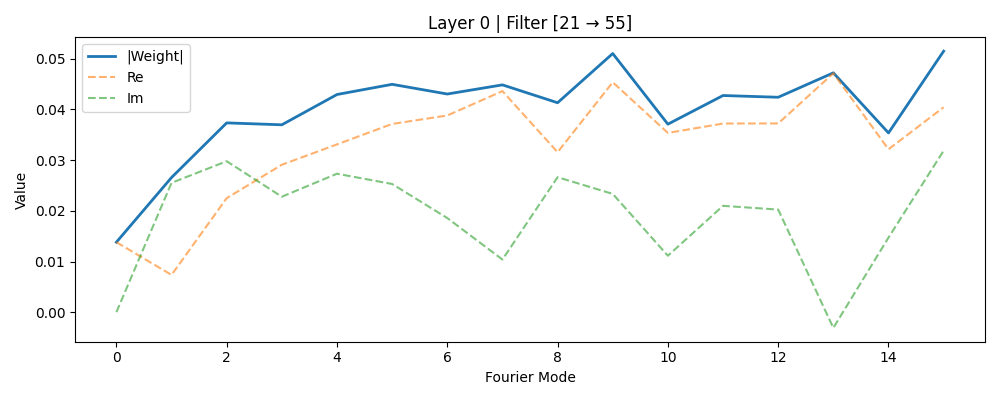 Layer 0 | Filter [21 → 55]
|Weight|
Re
Im
Value
0.05
0.04
0.03
0.02
0.01
0.00
0 2 4 6 8 10 12 14
Fourier Mode